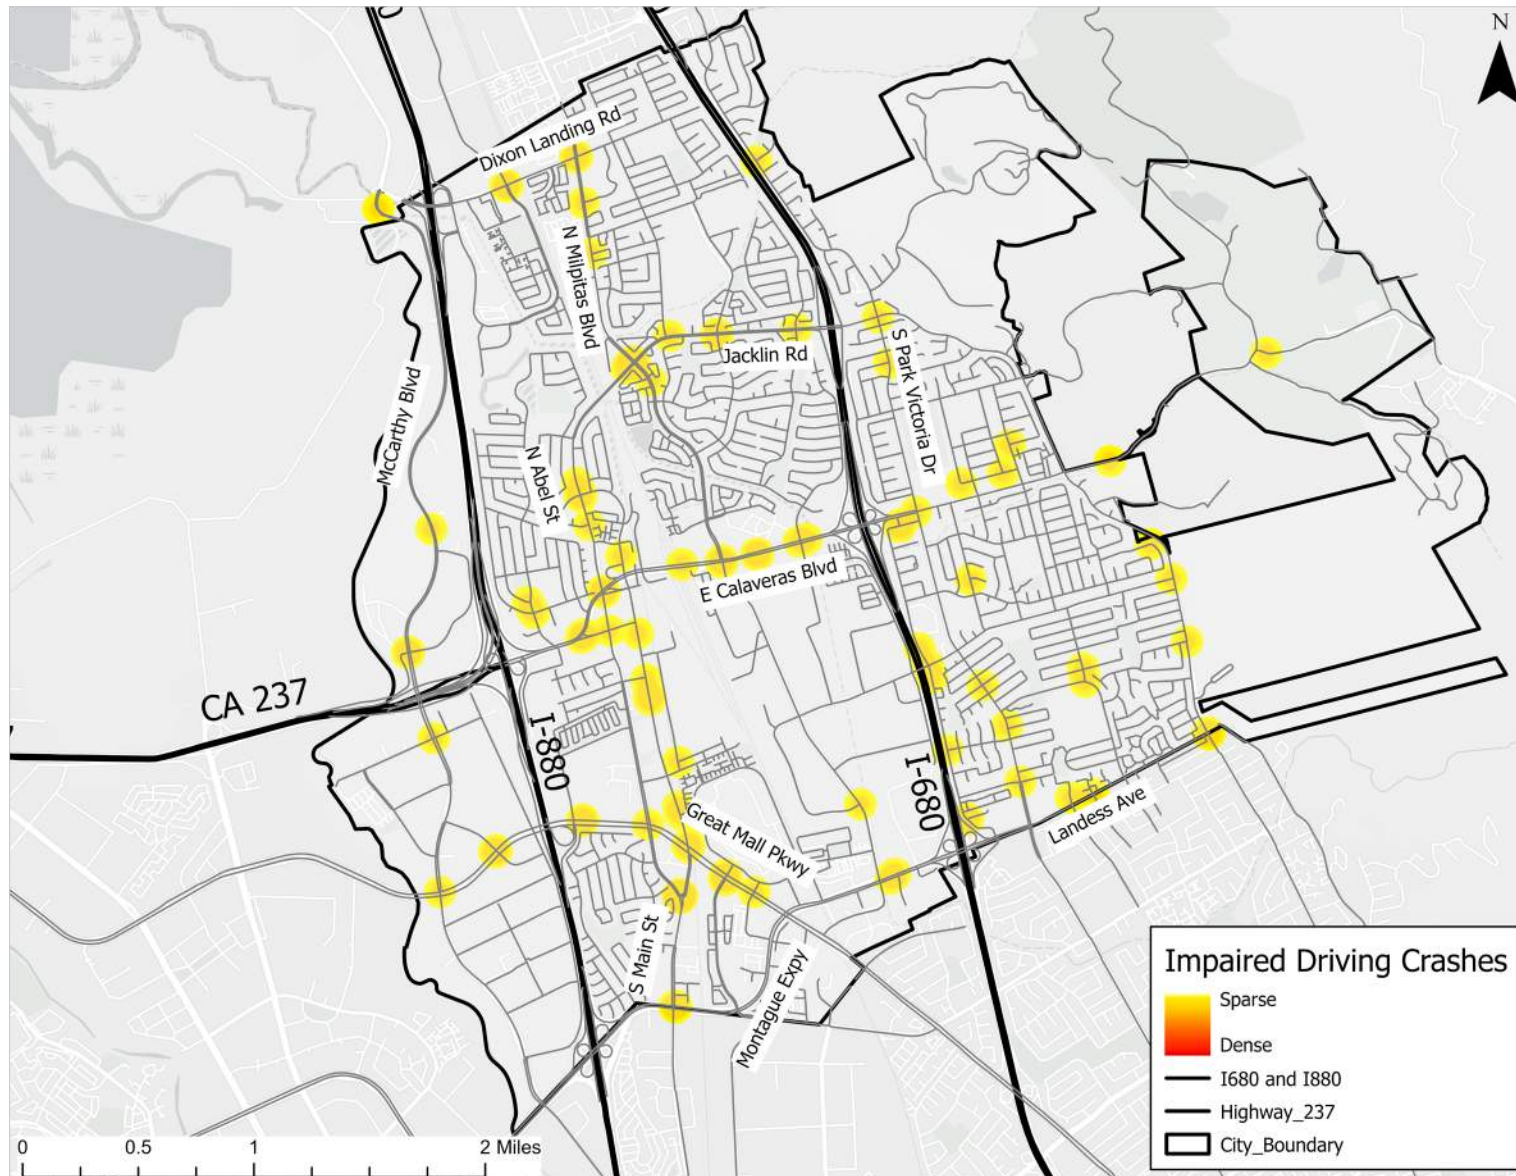 N
Dixon Landing Rd
N Milpitas Blvd
Jacklin Rd
S Park Victoria Dr
McCarthy Blvd
N Abel St
E Calaveras Blvd
CA 237
I-880
I-680
Great Mall Pkwy
Landess Ave
S Main St
Montague Expy
Impaired Driving Crashes
Sparse
Dense
I680 and I880
Highway_237
City_Boundary
0 0.5 1 2 Miles